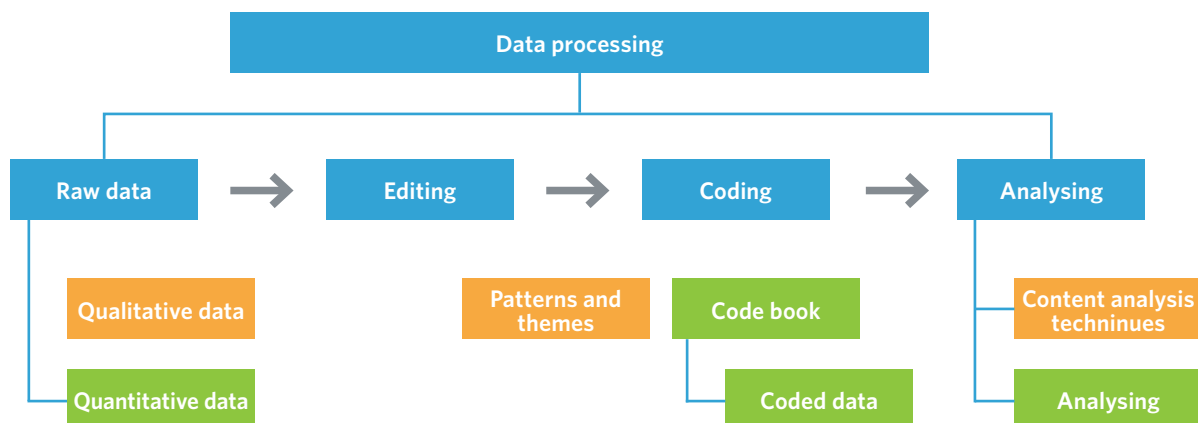 Data processing
Raw data
Editing
Coding
Analysing
Qualitative data
Patterns and
themes
Code book
Content analysis
techninues
Quantitative data
Coded data
Analysing